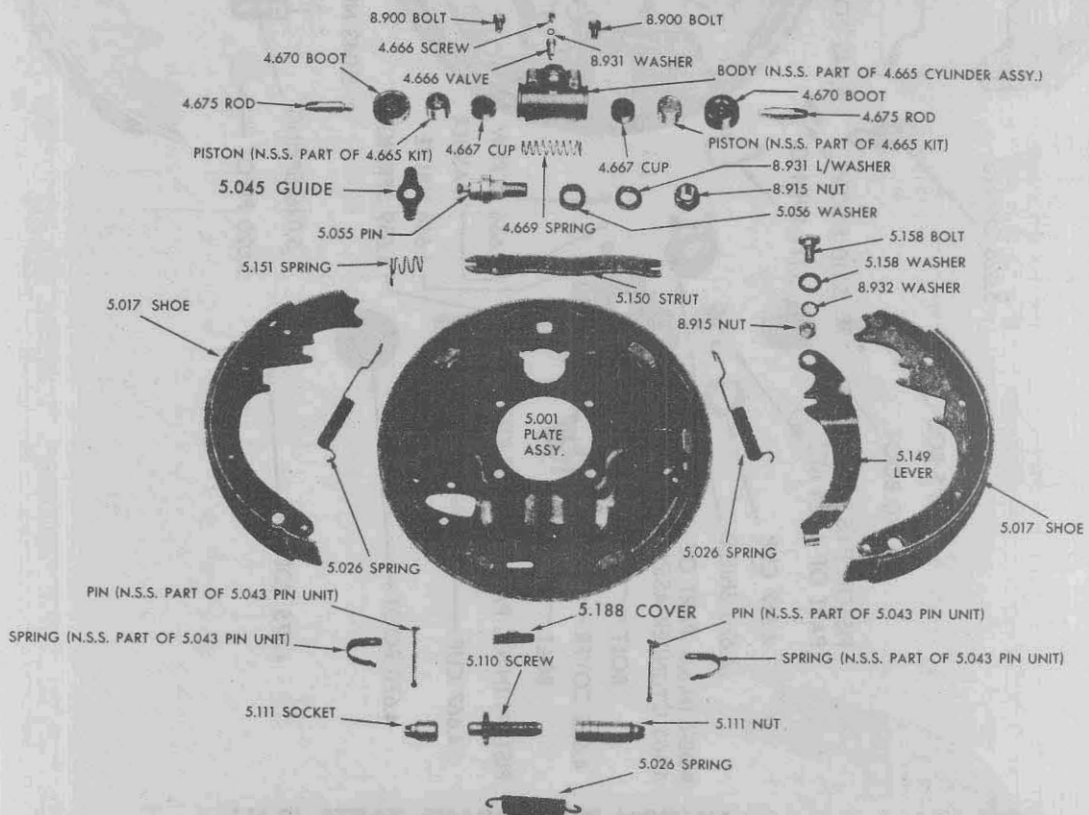 8.900 BOLT
8.900 BOLT
4.666 SCREW
8.931 WASHER
4.670 BOOT
4.666 VALVE
BODY (N.S.S. PART OF 4.665 CYLINDER ASSY.)
4.670 BOOT
4.675 ROD
4.675 ROD
PISTON (N.S.S. PART OF 4.665 KIT)
4.667 CUP
4.667 CUP
PISTON (N.S.S. PART OF 4.665 KIT)
8.931 L/WASHER
5.045 GUIDE
8.915 NUT
5.056 WASHER
5.055 PIN
4.669 SPRING
5.158 BOLT
5.151 SPRING
5.158 WASHER
5.150 STRUT
8.932 WASHER
5.017 SHOE
8.915 NUT
5.001
PLATE
ASSY.
5.149
LEVER
5.017 SHOE
5.026 SPRING
5.026 SPRING
PIN (N.S.S. PART OF 5.043 PIN UNIT)
5.188 COVER
PIN (N.S.S. PART OF 5.043 PIN UNIT)
SPRING (N.S.S. PART OF 5.043 PIN UNIT)
5.110 SCREW
SPRING (N.S.S. PART OF 5.043 PIN UNIT)
5.111 SOCKET
5.111 NUT
5.026 SPRING